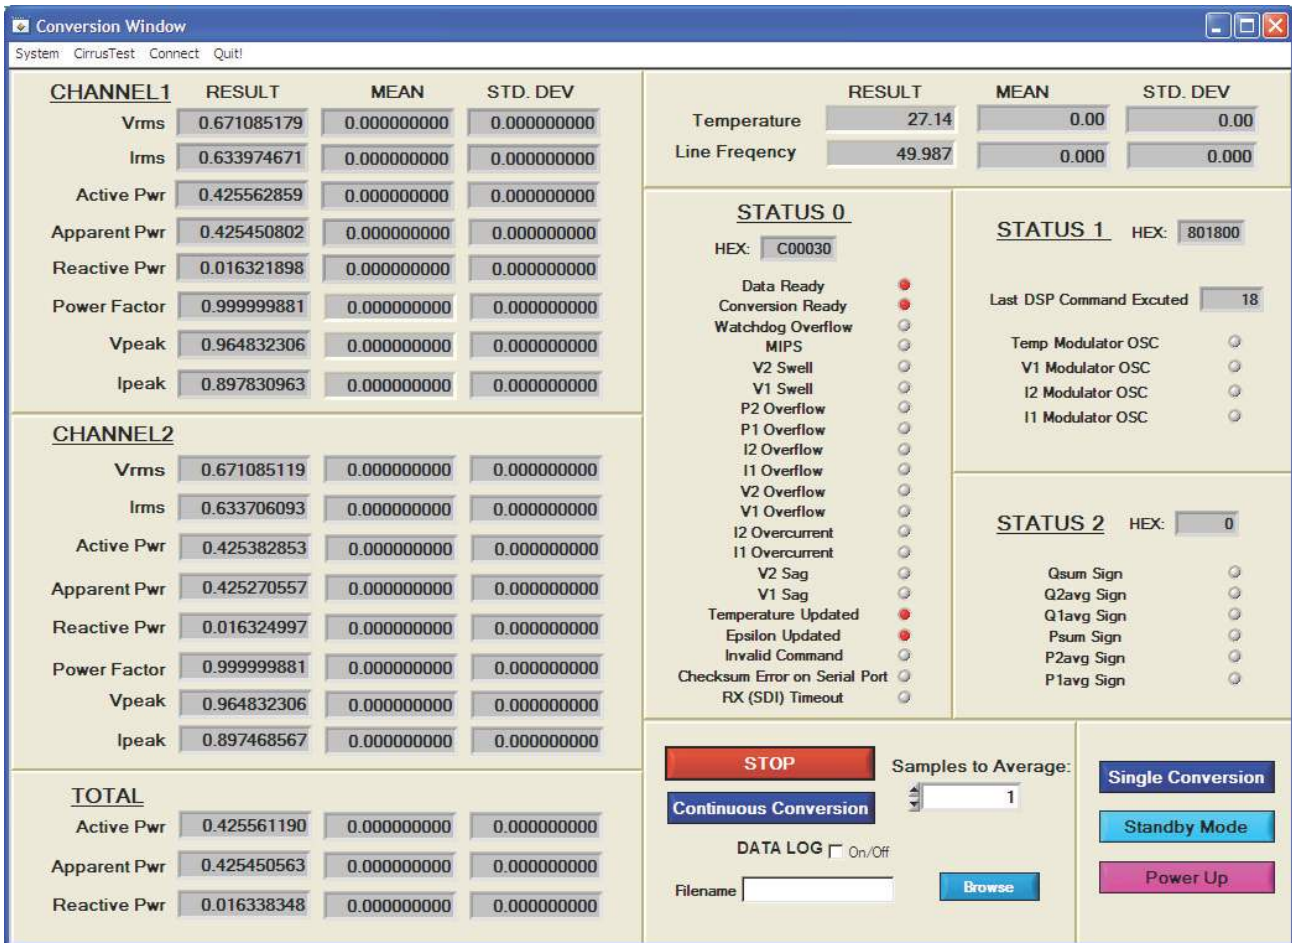 Conversion Window
System CirrusTest Connect Quit!
CHANNEL1 RESULT MEAN STD. DEV
Vrms 0.671085179 0.000000000 0.000000000
Irms 0.633974671 0.000000000 0.000000000
Active Pwr 0.425562859 0.000000000 0.000000000
Apparent Pwr 0.425450802 0.000000000 0.000000000
Reactive Pwr 0.016321898 0.000000000 0.000000000
Power Factor 0.999999881 0.000000000 0.000000000
Vpeak 0.964832306 0.000000000 0.000000000
Ipeak 0.897830963 0.000000000 0.000000000
CHANNEL2
Vrms 0.671085119 0.000000000 0.000000000
Irms 0.633706093 0.000000000 0.000000000
Active Pwr 0.425382853 0.000000000 0.000000000
Apparent Pwr 0.425270557 0.000000000 0.000000000
Reactive Pwr 0.016324997 0.000000000 0.000000000
Power Factor 0.999999881 0.000000000 0.000000000
Vpeak 0.964832306 0.000000000 0.000000000
Ipeak 0.897468567 0.000000000 0.000000000
TOTAL
Active Pwr 0.425561190 0.000000000 0.000000000
Apparent Pwr 0.425450563 0.000000000 0.000000000
Reactive Pwr 0.016338348 0.000000000 0.000000000
RESULT MEAN STD. DEV
Temperature 27.14 0.00 0.00
Line Freqency 49.987 0.000 0.000
STATUS 0
HEX: C00030
Data Ready
Conversion Ready
Watchdog Overflow
MIPS
V2 Swell
V1 Swell
P2 Overflow
P1 Overflow
I2 Overflow
I1 Overflow
V2 Overflow
V1 Overflow
I2 Overcurrent
I1 Overcurrent
V2 Sag
V1 Sag
Temperature Updated
Epsilon Updated
Invalid Command
Checksum Error on Serial Port
RX (SDI) Timeout
STATUS 1 HEX: 801800
Last DSP Command Excuted 18
Temp Modulator OSC
V1 Modulator OSC
I2 Modulator OSC
I1 Modulator OSC
STATUS 2 HEX: 0
Qsum Sign
Q2avg Sign
Q1avg Sign
Psum Sign
P2avg Sign
P1avg Sign
STOP
Continuous Conversion
Samples to Average:
1
DATA LOG On/Off
Filename
Browse
Single Conversion
Standby Mode
Power Up